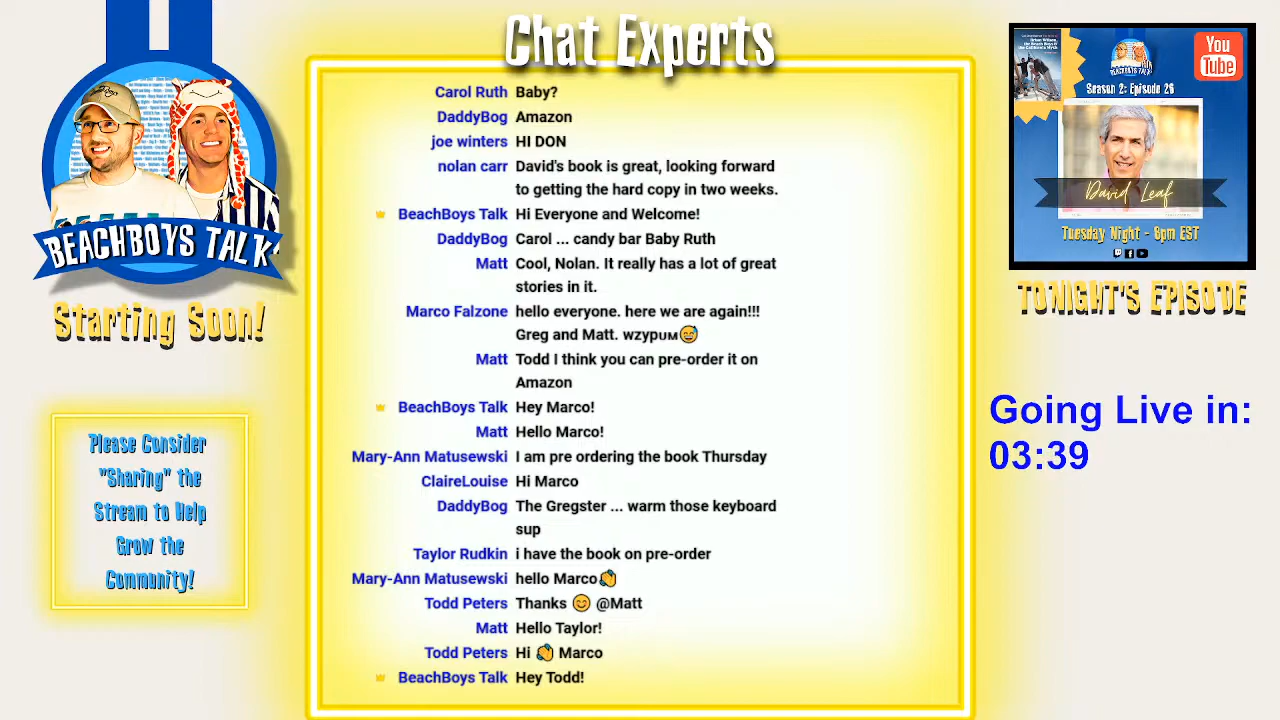 Chat Experts
BEACHBOYS TALK
Starting Soon!
Please Consider
"Sharing" the
Stream to Help
Grow the
Community!
Carol Ruth Baby?
DaddyBog Amazon
joe winters HI DON
nolan carr David's book is great, looking forward
to getting the hard copy in two weeks.
BeachBoys Talk Hi Everyone and Welcome!
DaddyBog Carol ... candy bar Baby Ruth
Matt Cool, Nolan. It really has a lot of great
stories in it.
Marco Falzone hello everyone. here we are again!!!
Greg and Matt. wzypᴜᴍ😅
Matt Todd I think you can pre-order it on
Amazon
BeachBoys Talk Hey Marco!
Matt Hello Marco!
Mary-Ann Matusewski I am pre ordering the book Thursday
ClaireLouise Hi Marco
DaddyBog The Gregster ... warm those keyboard
sup
Taylor Rudkin i have the book on pre-order
Mary-Ann Matusewski hello Marco👋
Todd Peters Thanks 😊 @Matt
Matt Hello Taylor!
Todd Peters Hi 👋 Marco
BeachBoys Talk Hey Todd!
You
Tube
BEACHBOYS TALK
Season 2: Episode 26
David Leaf
Tuesday Night - 8pm EST
TONIGHT'S EPISODE
Going Live in:
03:39